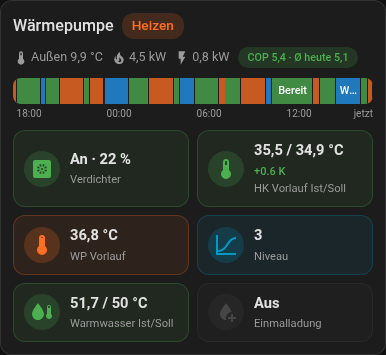 Wärmepumpe Heizen
Außen 9,9 °C 4,5 kW 0,8 kW COP 5,4 · Ø heute 5,1
Bereit W...
18:00 00:00 06:00 12:00 jetzt
An · 22 %
Verdichter
35,5 / 34,9 °C
+0.6 K
HK Vorlauf Ist/Soll
36,8 °C
WP Vorlauf
3
Niveau
51,7 / 50 °C
Warmwasser Ist/Soll
Aus
Einmalladung